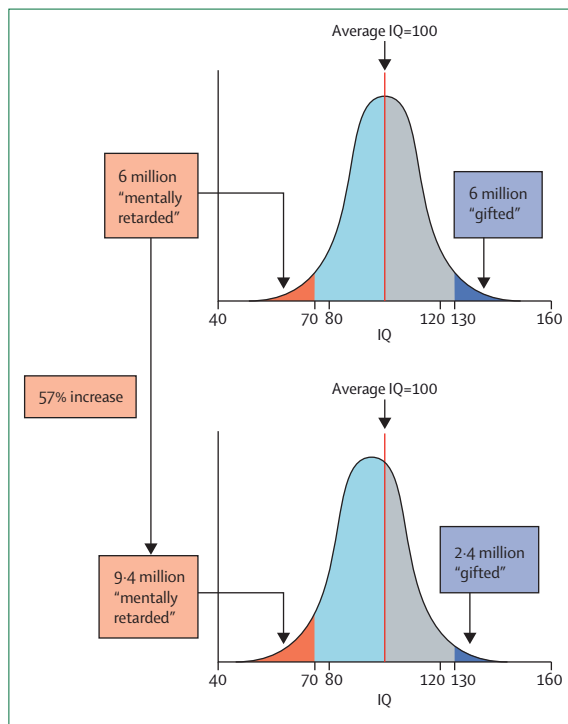 Average IQ=100
6 million
“mentally
retarded”
6 million
“gifted”
40
70
80
120
130
160
IQ
57% increase
Average IQ=100
9·4 million
“mentally
retarded”
2·4 million
“gifted”
40
70
80
120
130
160
IQ